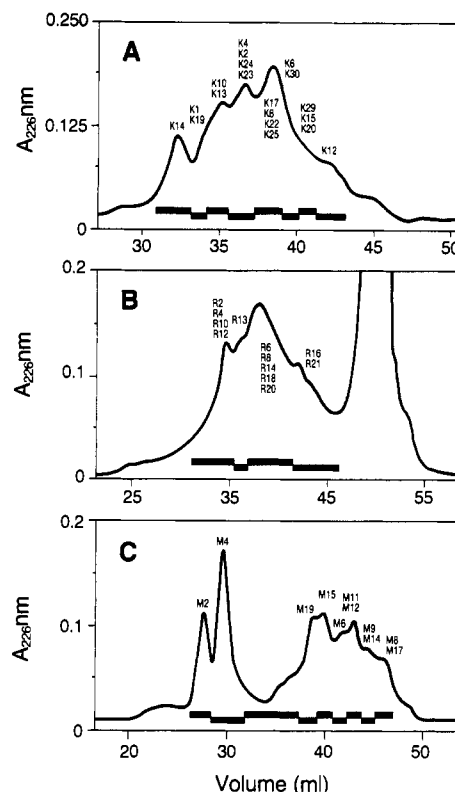 A
A226nm
0.250
0.125
0
K14
K1
K19
K10
K13
K4
K2
K24
K23
K17
K8
K22
K25
K6
K30
K29
K15
K20
K12
30
35
40
45
50
B
A226nm
0.2
0.1
0
R2
R4
R10
R12
R13
R6
R8
R14
R18
R20
R16
R21
25
35
45
55
C
A226nm
0.2
0.1
0
M2
M4
M19
M15
M6
M11
M12
M9
M14
M8
M17
20
30
40
50
Volume (ml)